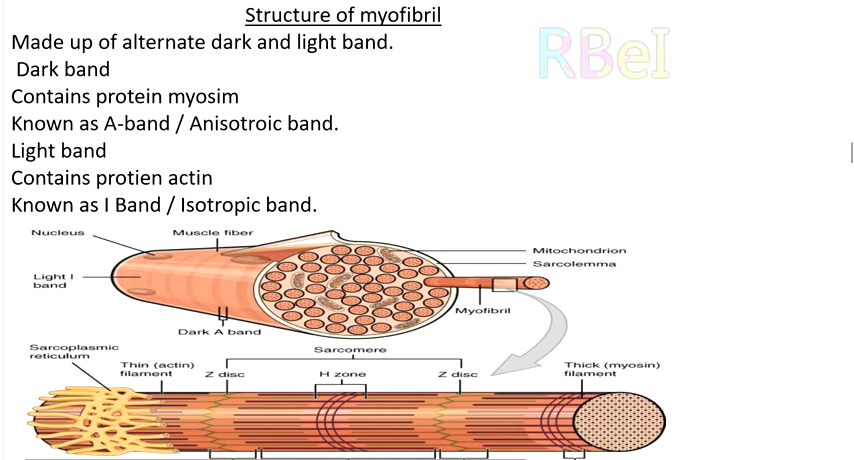 Structure of myofibril
RBeI
Made up of alternate dark and light band.
Dark band
Contains protein myosim
Known as A-band / Anisotroic band.
Light band
Contains protien actin
Known as I Band / Isotropic band.
Nucleus
Muscle fiber
Mitochondrion
Sarcolemma
Light I
band
Myofibril
Dark A band
Sarcoplasmic
reticulum
Sarcomere
Thin (actin)
filament
Z disc
H zone
Z disc
Thick (myosin)
filament